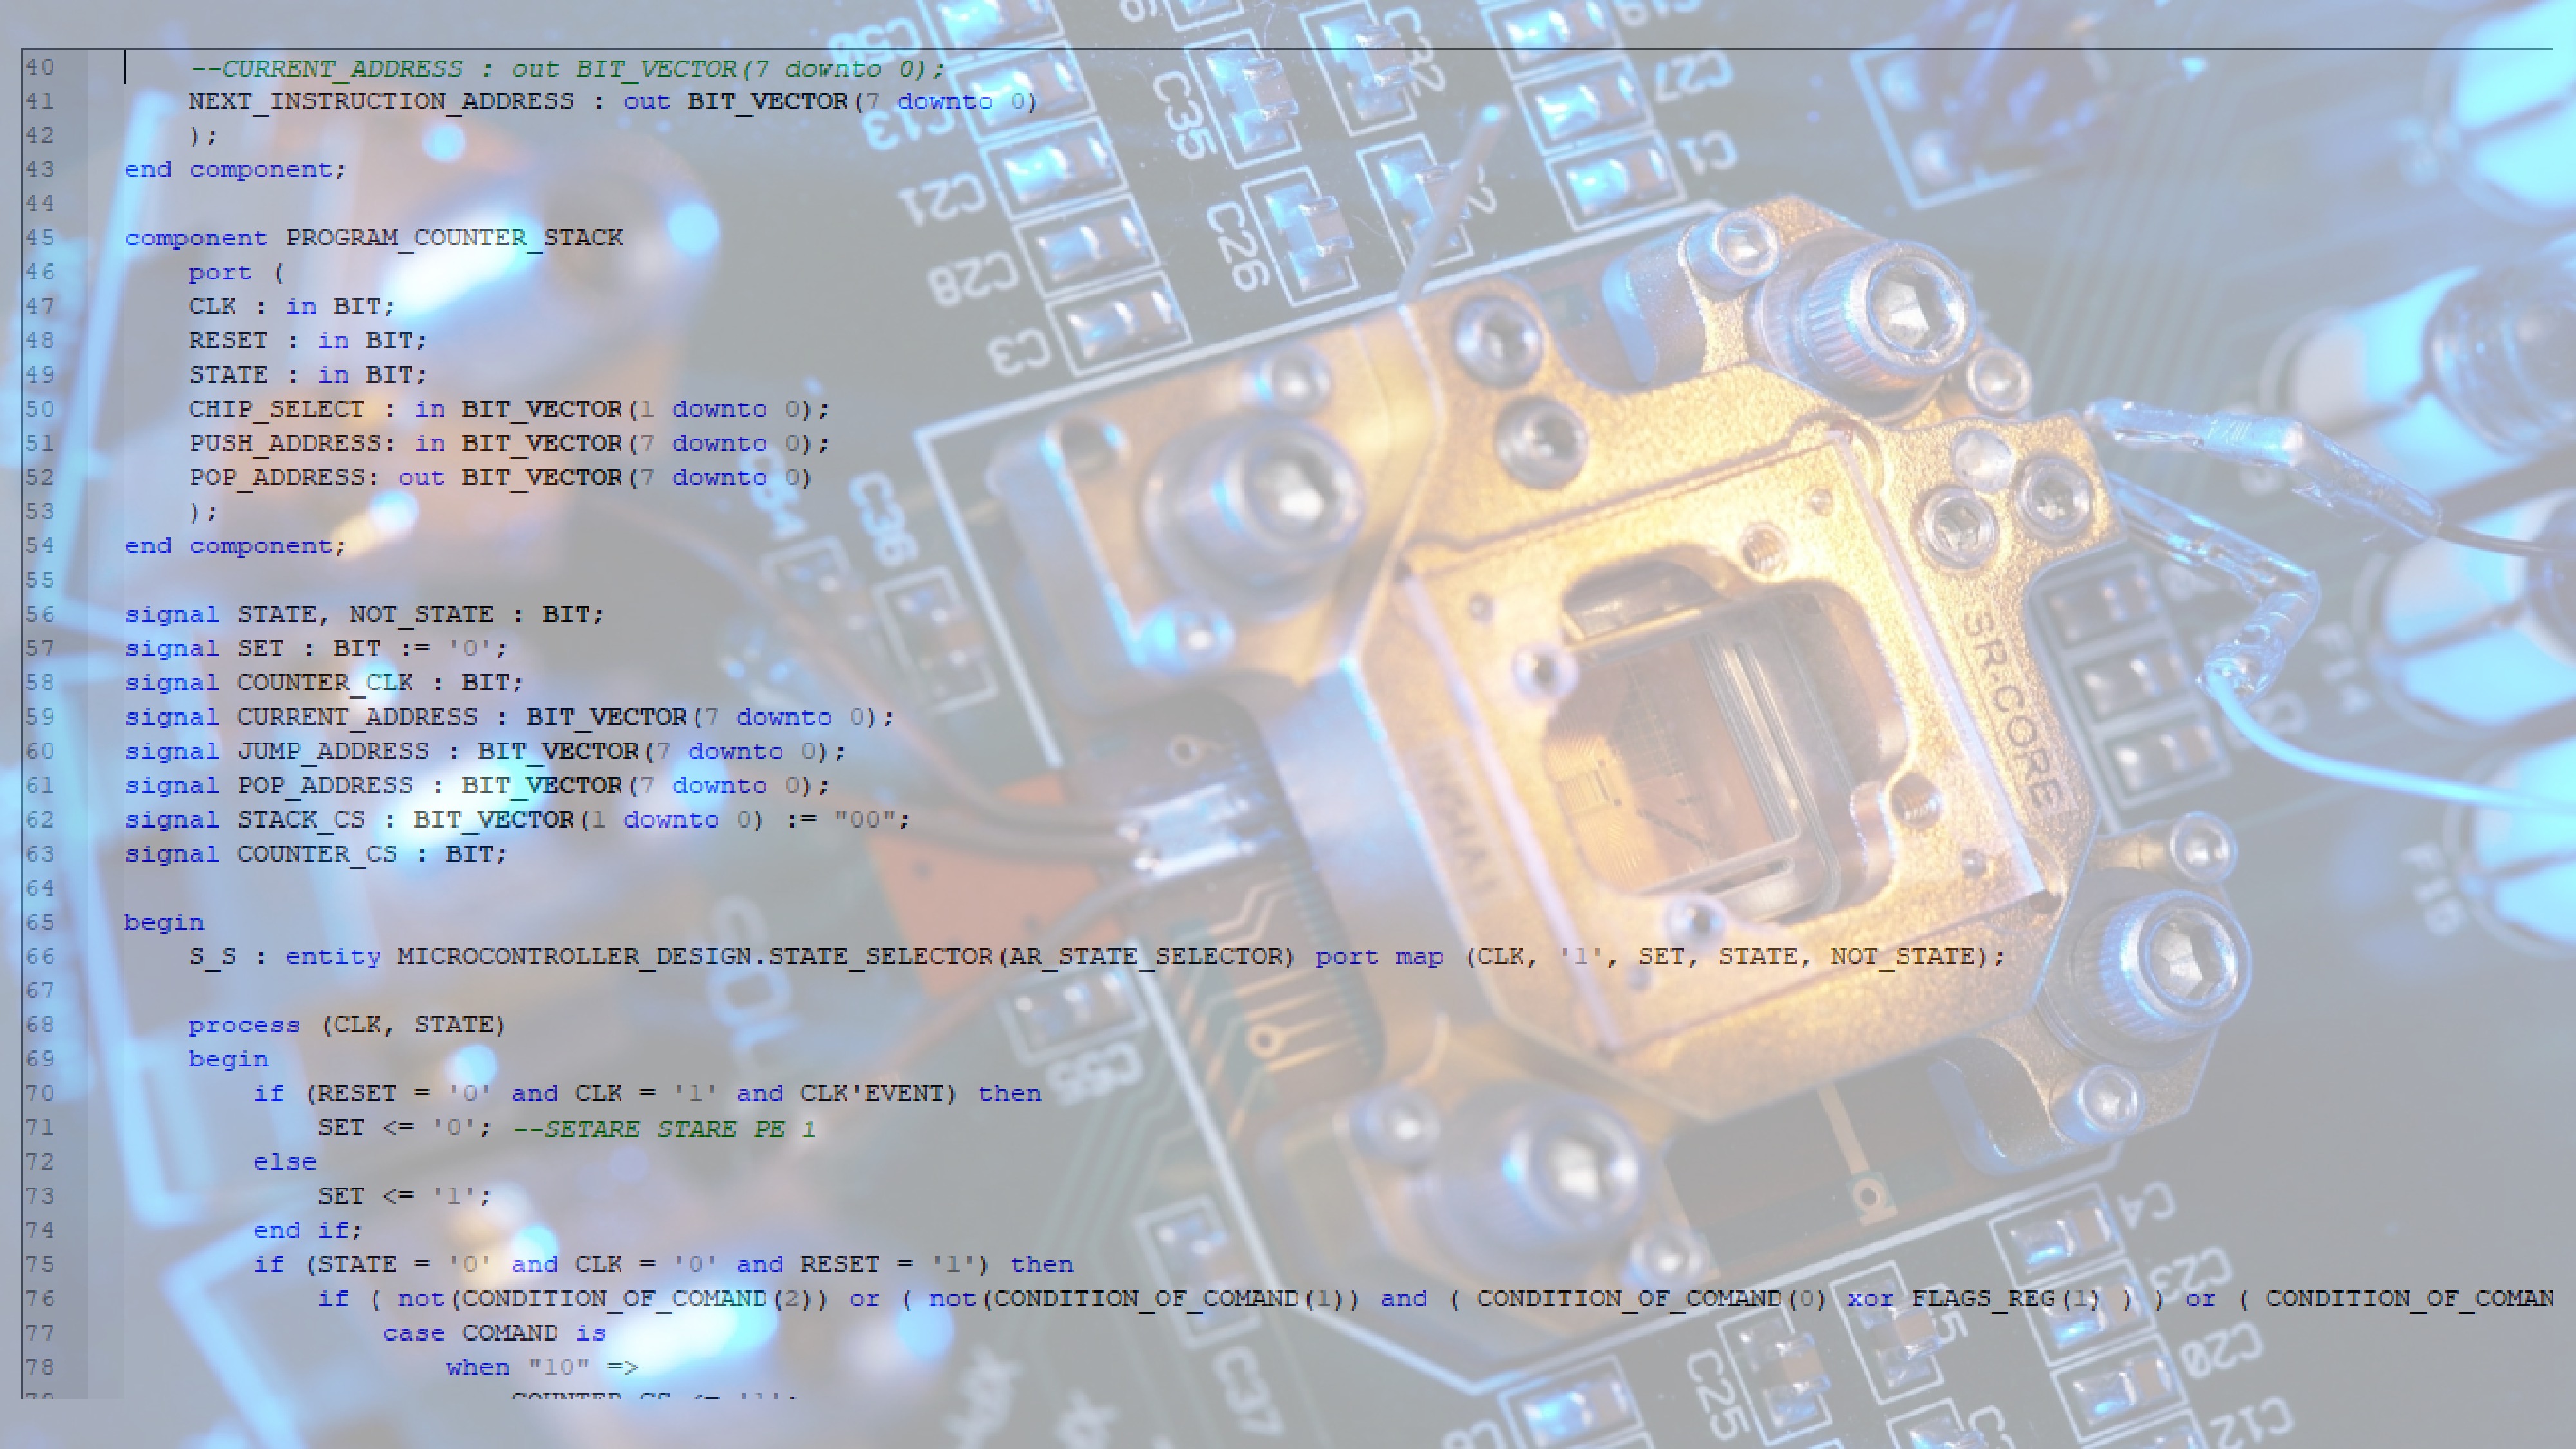 40 --CURRENT_ADDRESS : out BIT_VECTOR(7 downto 0);
41 NEXT_INSTRUCTION_ADDRESS : out BIT_VECTOR(7 downto 0)
42 );
43 end component;
44
45 component PROGRAM_COUNTER_STACK
46 port (
47 CLK : in BIT;
48 RESET : in BIT;
49 STATE : in BIT;
50 CHIP_SELECT : in BIT_VECTOR(1 downto 0);
51 PUSH_ADDRESS: in BIT_VECTOR(7 downto 0);
52 POP_ADDRESS: out BIT_VECTOR(7 downto 0)
53 );
54 end component;
55
56 signal STATE, NOT_STATE : BIT;
57 signal SET : BIT := '0';
58 signal COUNTER_CLK : BIT;
59 signal CURRENT_ADDRESS : BIT_VECTOR(7 downto 0);
60 signal JUMP_ADDRESS : BIT_VECTOR(7 downto 0);
61 signal POP_ADDRESS : BIT_VECTOR(7 downto 0);
62 signal STACK_CS : BIT_VECTOR(1 downto 0) := "00";
63 signal COUNTER_CS : BIT;
64
65 begin
66 S_S : entity MICROCONTROLLER_DESIGN.STATE_SELECTOR(AR_STATE_SELECTOR) port map (CLK, '1', SET, STATE, NOT_STATE);
67
68 process (CLK, STATE)
69 begin
70 if (RESET = '0' and CLK = '1' and CLK'EVENT) then
71 SET <= '0'; --SETARE STARE PE 1
72 else
73 SET <= '1';
74 end if;
75 if (STATE = '0' and CLK = '0' and RESET = '1') then
76 if ( not(CONDITION_OF_COMAND(2)) or ( not(CONDITION_OF_COMAND(1)) and ( CONDITION_OF_COMAND(0) xor FLAGS_REG(1) ) ) or ( CONDITION_OF_COMAN
77 case COMAND is
78 when "10" =>
C13
C21
C28
C3
C35
C26
C32
C19
C27
C1
C36
C34
SR-CORE
F14
F15
C55
C37
C4
C23
C20
C12
C25